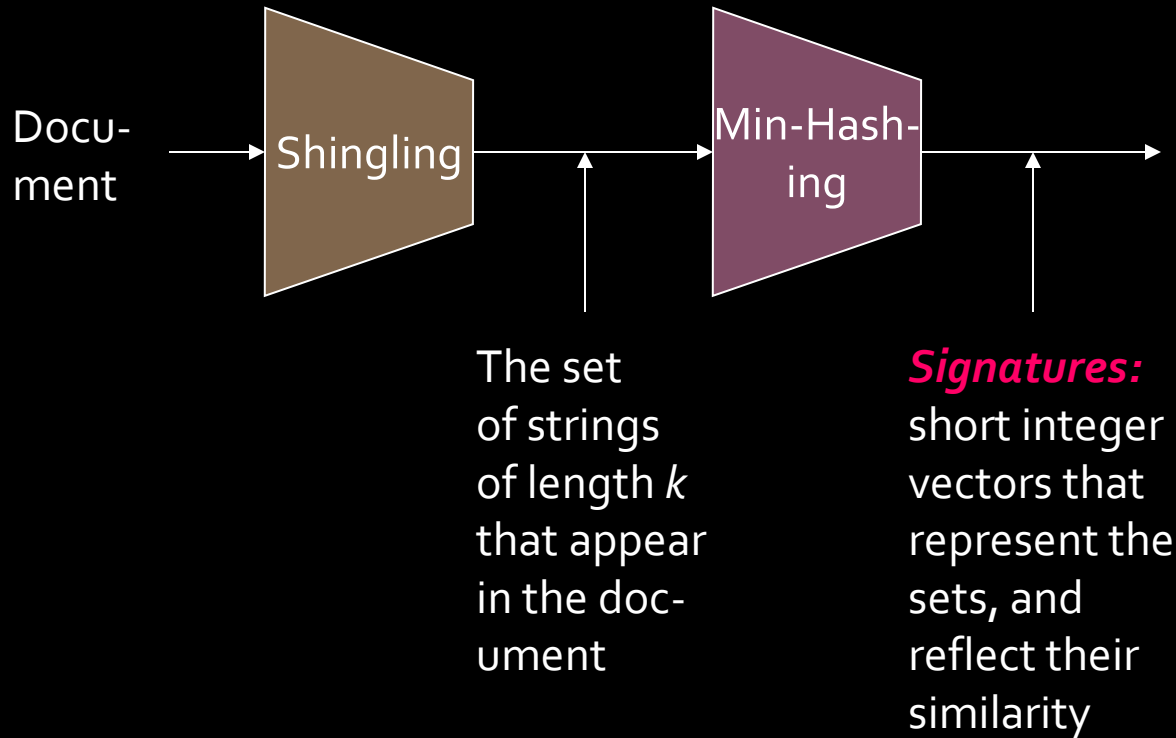 Docu-
ment
Shingling
Min-Hash-
ing
The set
of strings
of length k
that appear
in the doc-
ument
Signatures:
short integer
vectors that
represent the
sets, and
reflect their
similarity